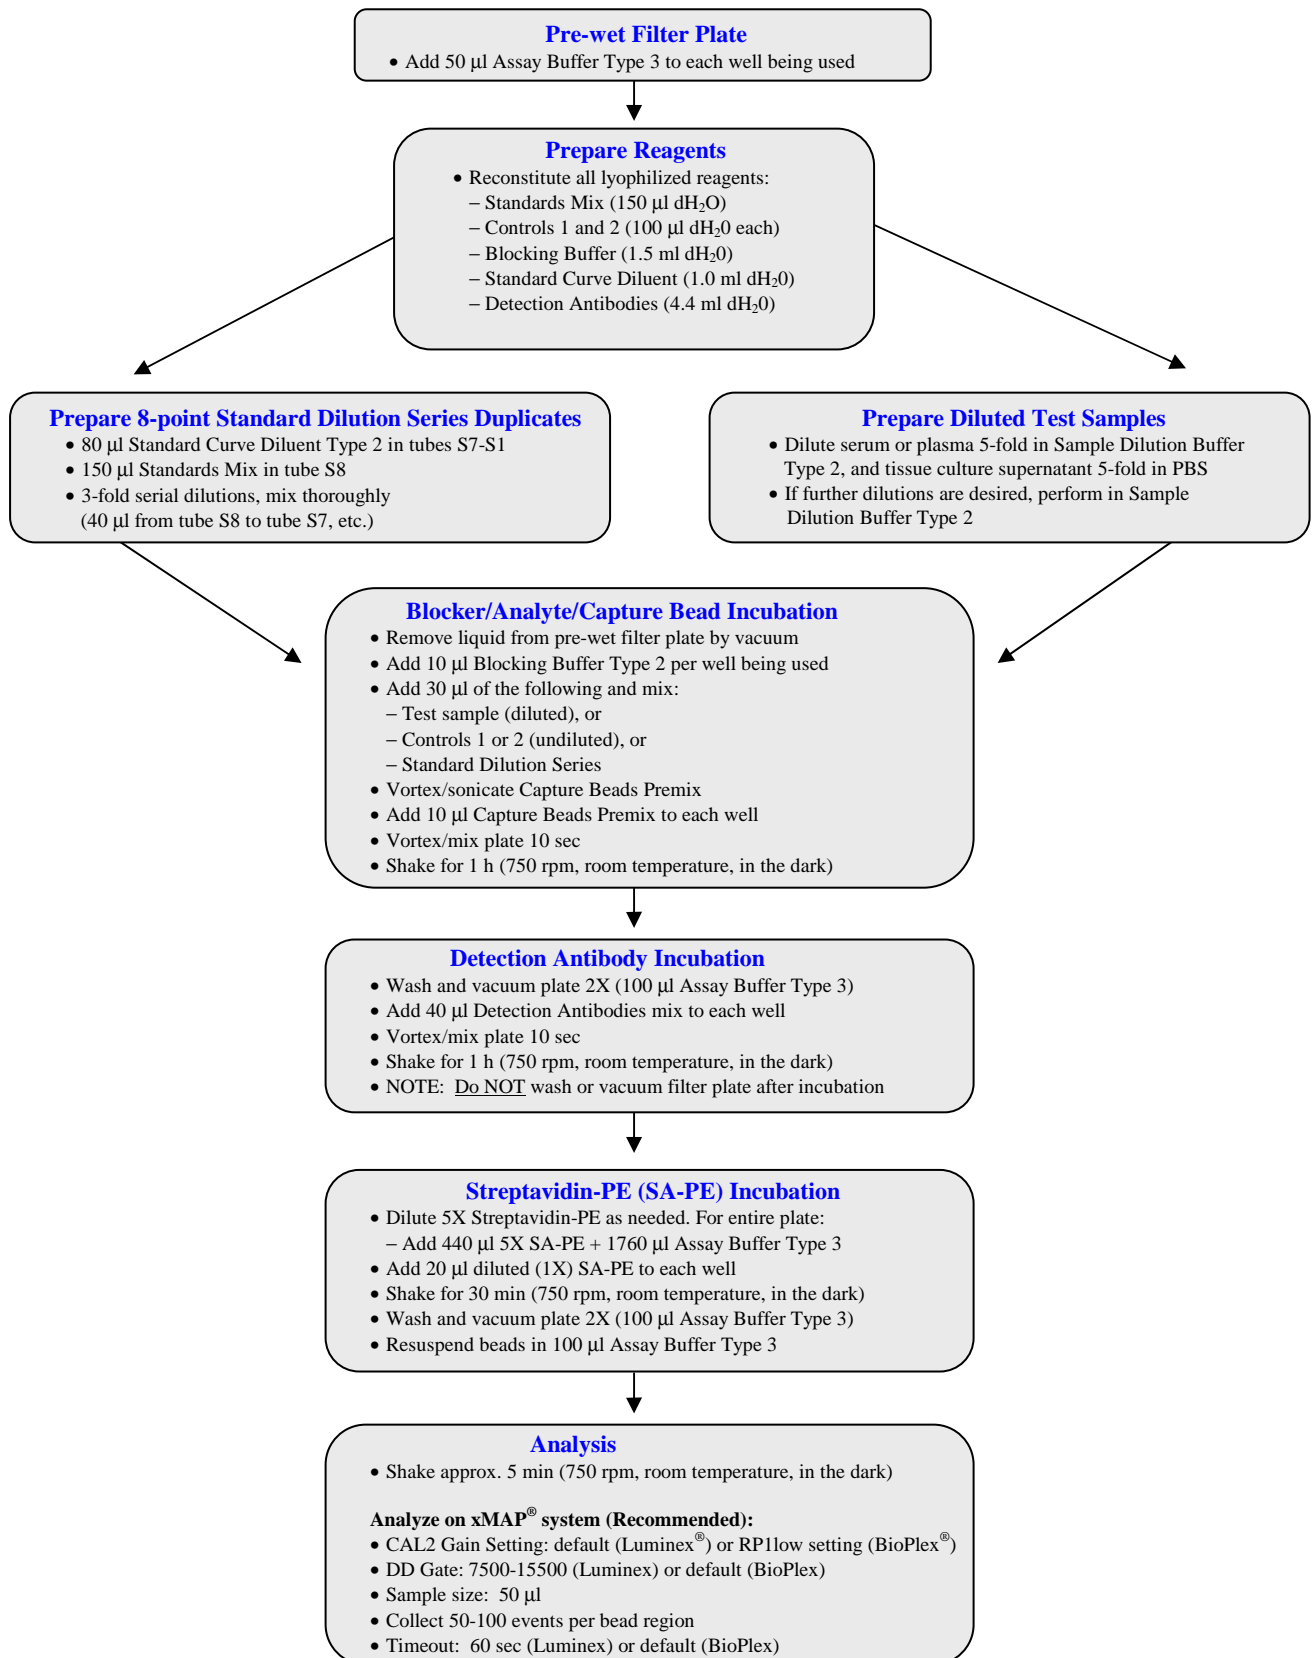 Pre-wet Filter Plate
• Add 50 µl Assay Buffer Type 3 to each well being used
Prepare Reagents
• Reconstitute all lyophilized reagents:
– Standards Mix (150 µl dH₂O)
– Controls 1 and 2 (100 µl dH₂0 each)
– Blocking Buffer (1.5 ml dH₂0)
– Standard Curve Diluent (1.0 ml dH₂0)
– Detection Antibodies (4.4 ml dH₂0)
Prepare 8-point Standard Dilution Series Duplicates
• 80 µl Standard Curve Diluent Type 2 in tubes S7-S1
• 150 µl Standards Mix in tube S8
• 3-fold serial dilutions, mix thoroughly
(40 µl from tube S8 to tube S7, etc.)
Prepare Diluted Test Samples
• Dilute serum or plasma 5-fold in Sample Dilution Buffer
Type 2, and tissue culture supernatant 5-fold in PBS
• If further dilutions are desired, perform in Sample
Dilution Buffer Type 2
Blocker/Analyte/Capture Bead Incubation
• Remove liquid from pre-wet filter plate by vacuum
• Add 10 µl Blocking Buffer Type 2 per well being used
• Add 30 µl of the following and mix:
– Test sample (diluted), or
– Controls 1 or 2 (undiluted), or
– Standard Dilution Series
• Vortex/sonicate Capture Beads Premix
• Add 10 µl Capture Beads Premix to each well
• Vortex/mix plate 10 sec
• Shake for 1 h (750 rpm, room temperature, in the dark)
Detection Antibody Incubation
• Wash and vacuum plate 2X (100 µl Assay Buffer Type 3)
• Add 40 µl Detection Antibodies mix to each well
• Vortex/mix plate 10 sec
• Shake for 1 h (750 rpm, room temperature, in the dark)
• NOTE: Do NOT wash or vacuum filter plate after incubation
Streptavidin-PE (SA-PE) Incubation
• Dilute 5X Streptavidin-PE as needed. For entire plate:
– Add 440 µl 5X SA-PE + 1760 µl Assay Buffer Type 3
• Add 20 µl diluted (1X) SA-PE to each well
• Shake for 30 min (750 rpm, room temperature, in the dark)
• Wash and vacuum plate 2X (100 µl Assay Buffer Type 3)
• Resuspend beads in 100 µl Assay Buffer Type 3
Analysis
• Shake approx. 5 min (750 rpm, room temperature, in the dark)
Analyze on xMAP® system (Recommended):
• CAL2 Gain Setting: default (Luminex®) or RP1low setting (BioPlex®)
• DD Gate: 7500-15500 (Luminex) or default (BioPlex)
• Sample size: 50 µl
• Collect 50-100 events per bead region
• Timeout: 60 sec (Luminex) or default (BioPlex)